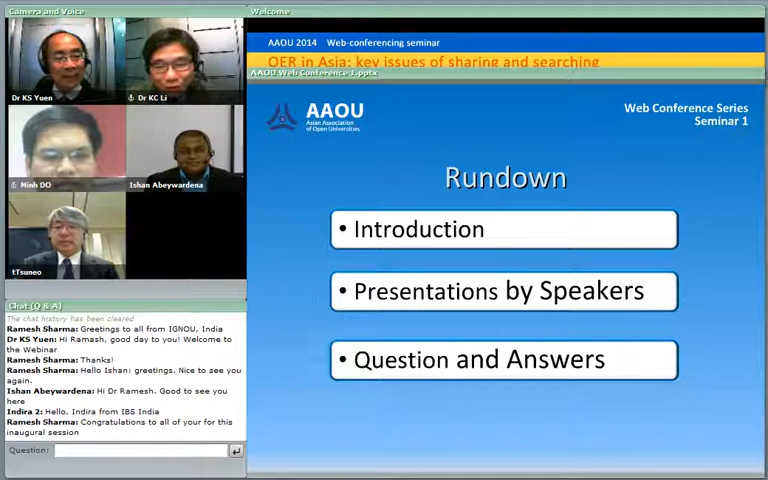 Camera and Voice
Dr KS Yuen
Dr KC Li
Minh DO
Ishan Abeywardena
tTsuneo
Chat (Q & A)
The chat history has been cleared.
Ramesh Sharma: Greetings to all from IGNOU, India
Dr KS Yuen: Hi Ramash, good day to you! Welcome to
the Webinar
Ramesh Sharma: Thanks!
Ramesh Sharma: Hello Ishan: greetings. Nice to see you
again.
Ishan Abeywardena: Hi Dr Ramesh. Good to see you
here
Indira 2: Hello, Indira from IBS India
Ramesh Sharma: Congratulations to all of your for this
inaugural session
Question:
Welcome
AAOU 2014 Web-conferencing seminar
OER in Asia: key issues of sharing and searching
AAOU Web Conference 1.pptx
AAOU
Asian Association
of Open Universities
Web Conference Series
Seminar 1
Rundown
• Introduction
• Presentations by Speakers
• Question and Answers